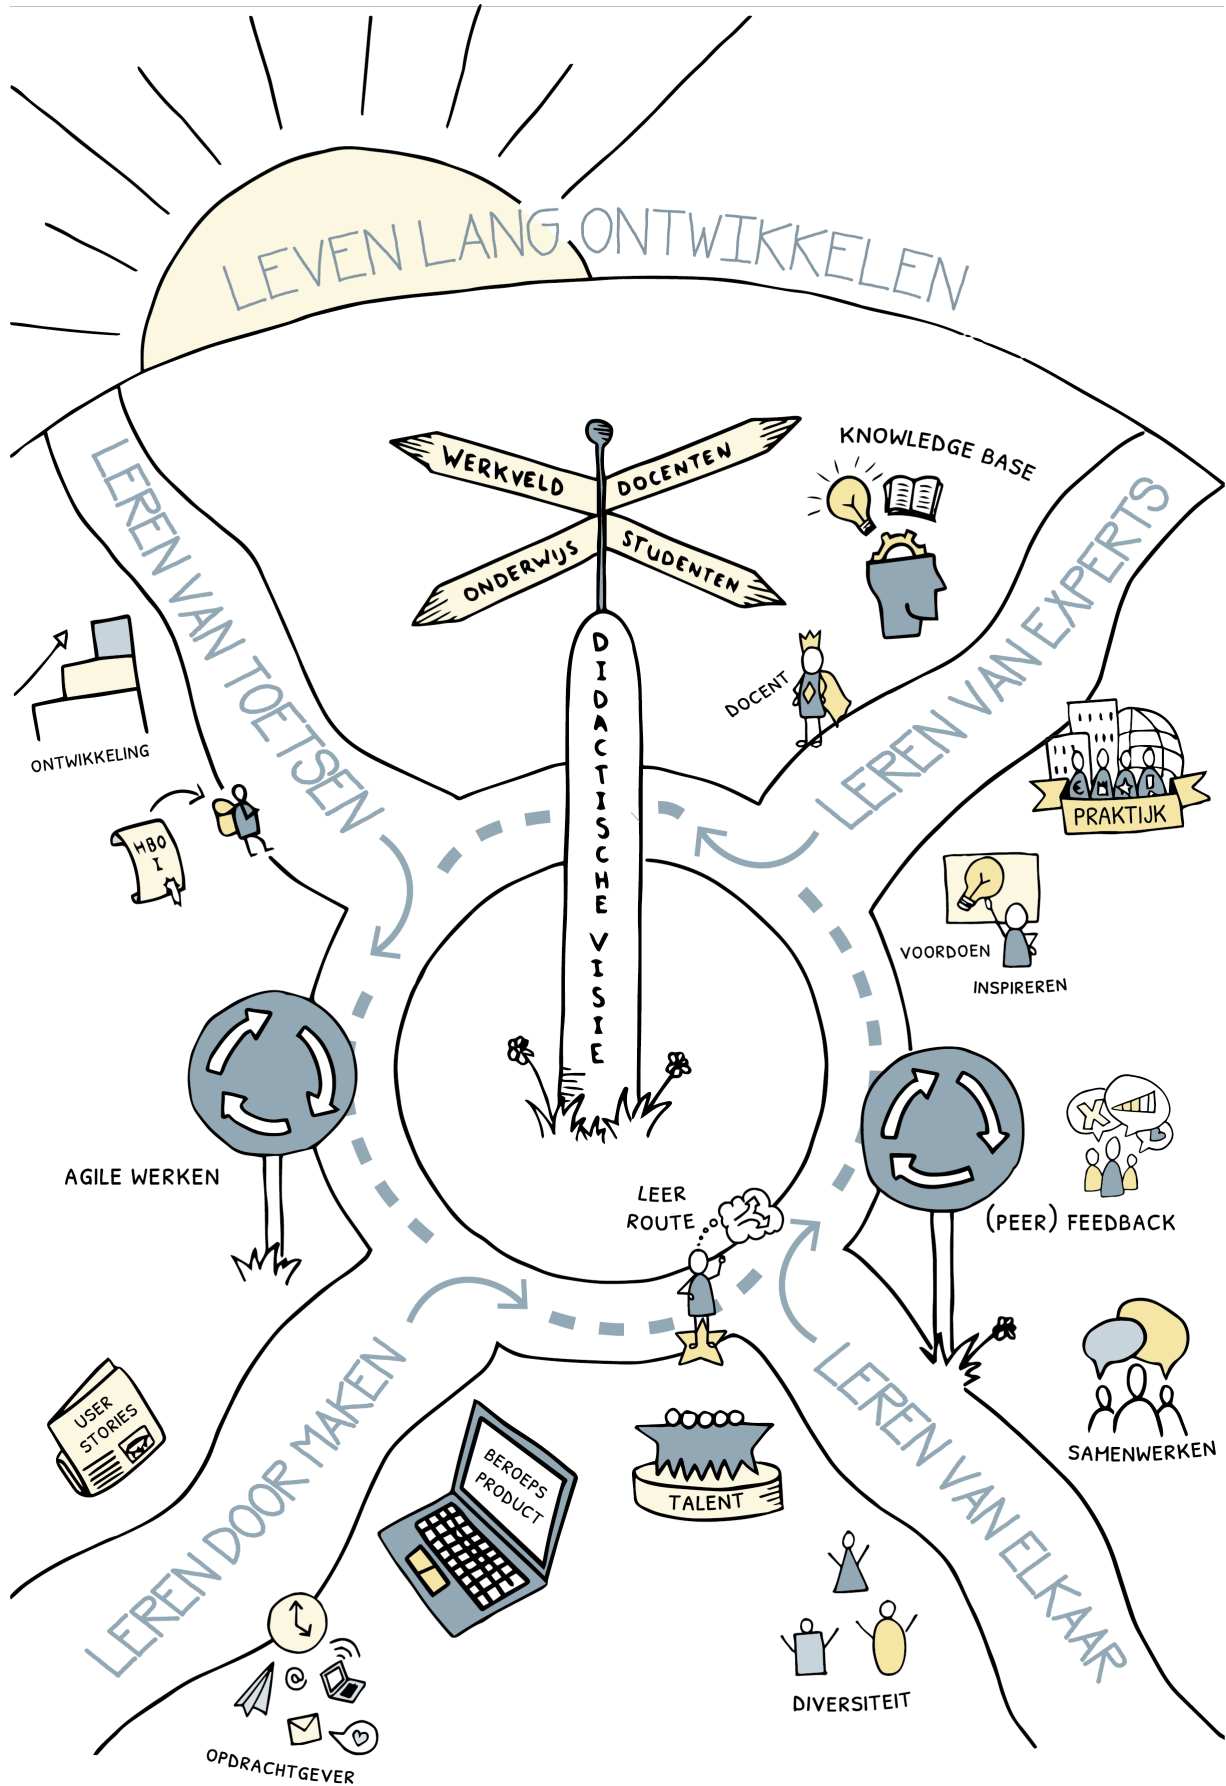 LEVEN LANG ONTWIKKELEN
WERKVELD
DOCENTEN
ONDERWIJS
STUDENTEN
KNOWLEDGE BASE
LEREN VAN TOETSEN
LEREN VAN EXPERTS
DIDACTISCHE VISIE
DOCENT
ONTWIKKELING
HBO
I
PRAKTIJK
VOORDOEN
INSPIREREN
AGILE WERKEN
LEER
ROUTE
(PEER) FEEDBACK
LEREN DOOR MAKEN
LEREN VAN ELKAAR
USER
STORIES
BEROEPS
PRODUCT
TALENT
SAMENWERKEN
@
DIVERSITEIT
OPDRACHTGEVER